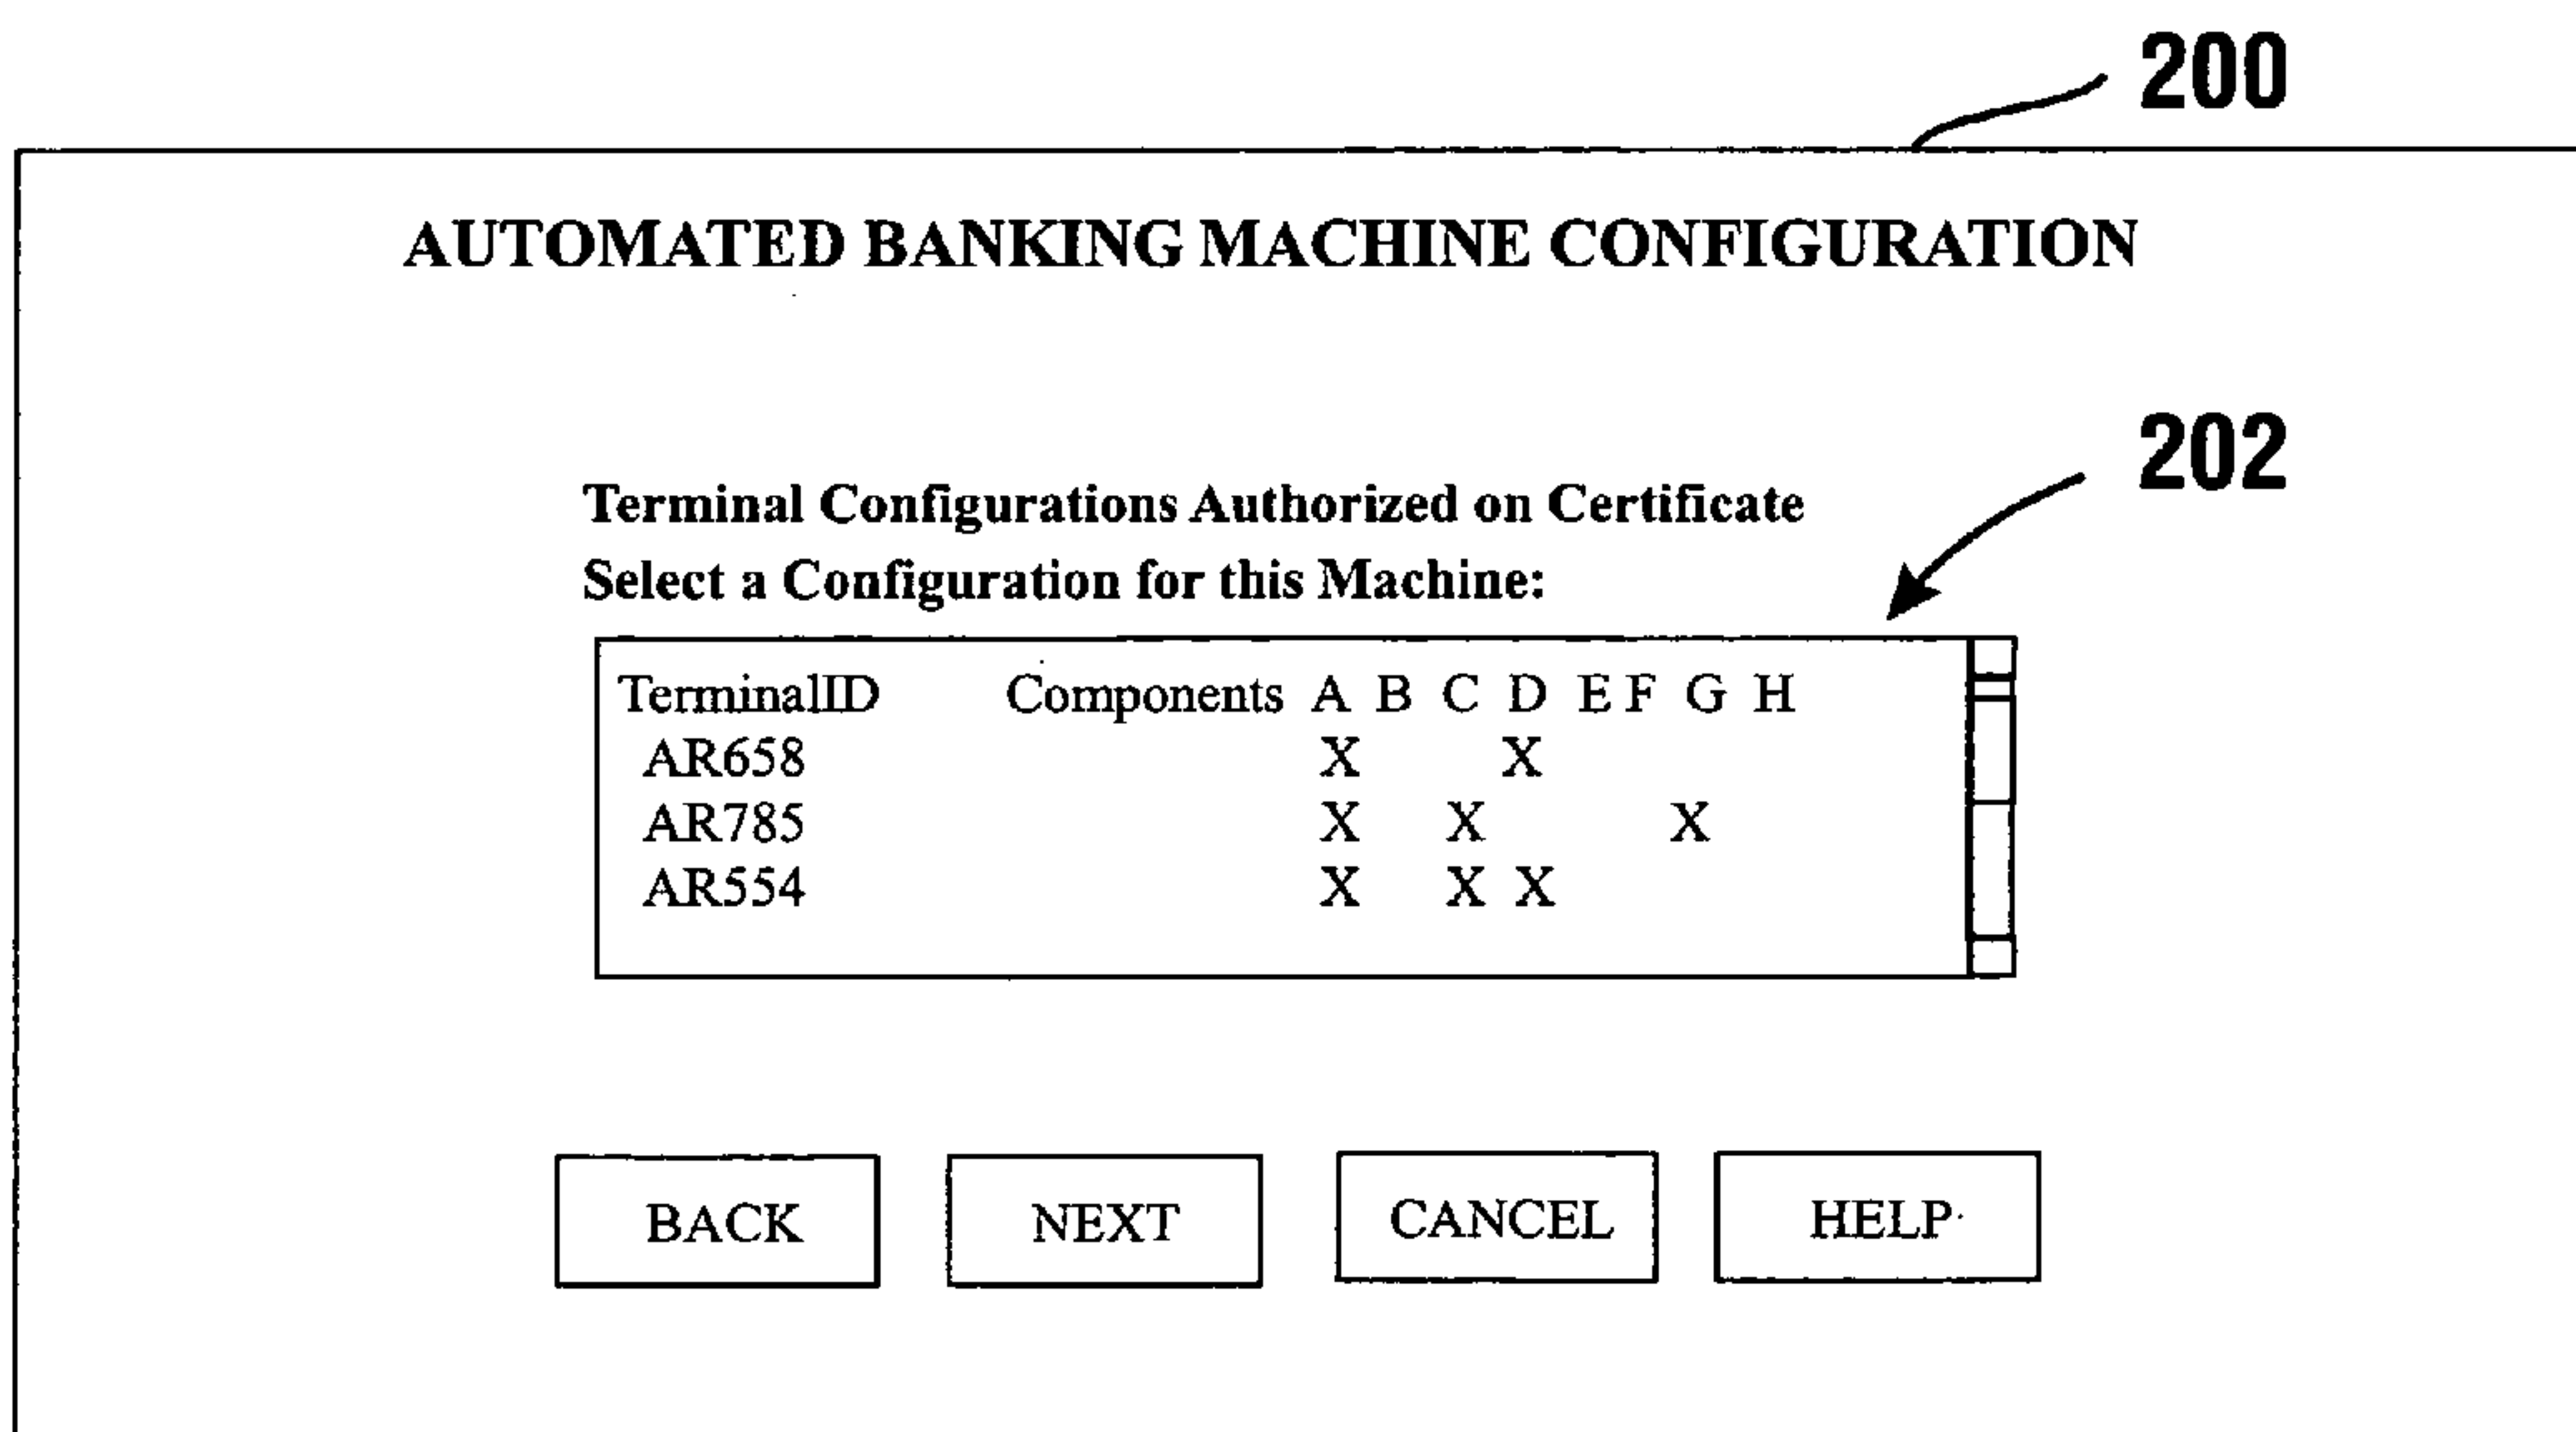 200
AUTOMATED BANKING MACHINE CONFIGURATION
202
Terminal Configurations Authorized on Certificate
Select a Configuration for this Machine:
TerminalID Components A B C D E F G H
AR658 X X
AR785 X X X
AR554 X X X
BACK NEXT CANCEL HELP